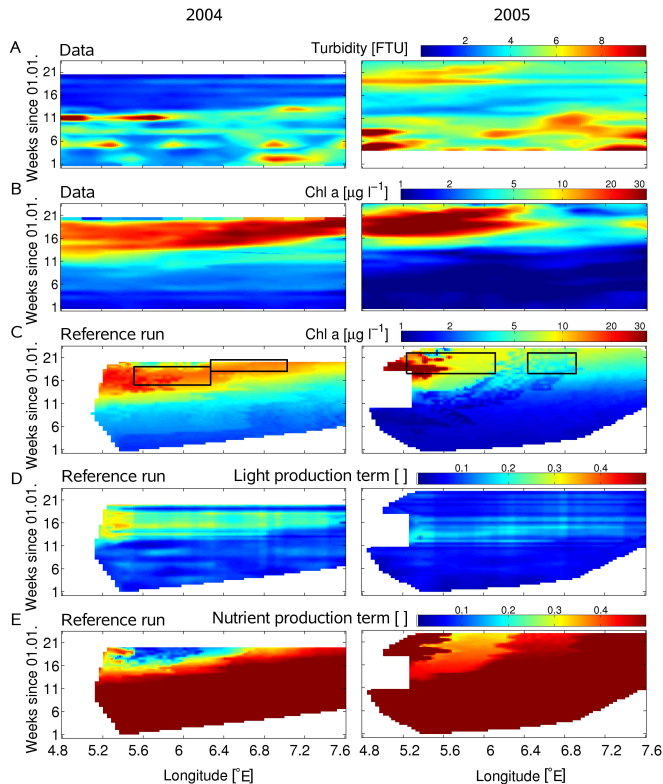 2004 2005
A Data Turbidity [FTU] 2 4 6 8
Weeks since 01.01. 21 16 11 6 1
B Data Chl a [µg l⁻¹] 1 2 5 10 20 30
Weeks since 01.01. 21 16 11 6 1
C Reference run Chl a [µg l⁻¹] 1 2 5 10 20 30
Weeks since 01.01. 21 16 11 6 1
D Reference run Light production term [ ] 0.1 0.2 0.3 0.4
Weeks since 01.01. 21 16 11 6 1
E Reference run Nutrient production term [ ] 0.1 0.2 0.3 0.4
Weeks since 01.01. 21 16 11 6 1
4.8 5.2 5.6 6 6.4 6.8 7.2 7.6 4.8 5.2 5.6 6 6.4 6.8 7.2 7.6
Longitude [°E] Longitude [°E]